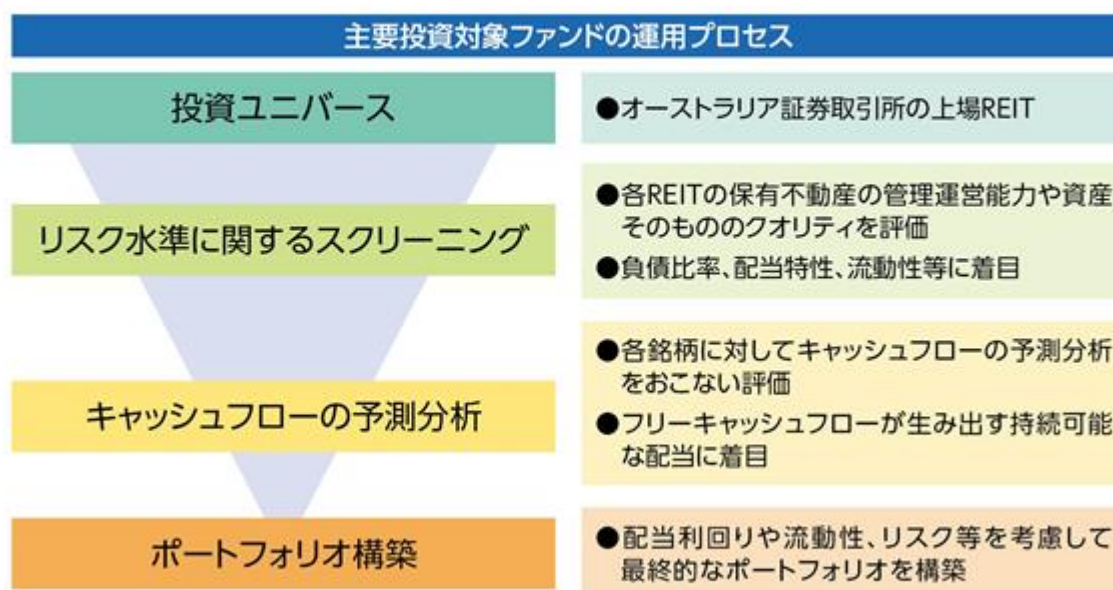 主要投資対象ファンドの運用プロセス
投資ユニバース
●オーストラリア証券取引所の上場REIT
リスク水準に関するスクリーニング
●各REITの保有不動産の管理運営能力や資産
そのもののクオリティを評価
●負債比率、配当特性、流動性等に着目
キャッシュフローの予測分析
●各銘柄に対してキャッシュフローの予測分析
をおこない評価
●フリーキャッシュフローが生み出す持続可能
な配当に着目
ポートフォリオ構築
●配当利回りや流動性、リスク等を考慮して
最終的なポートフォリオを構築